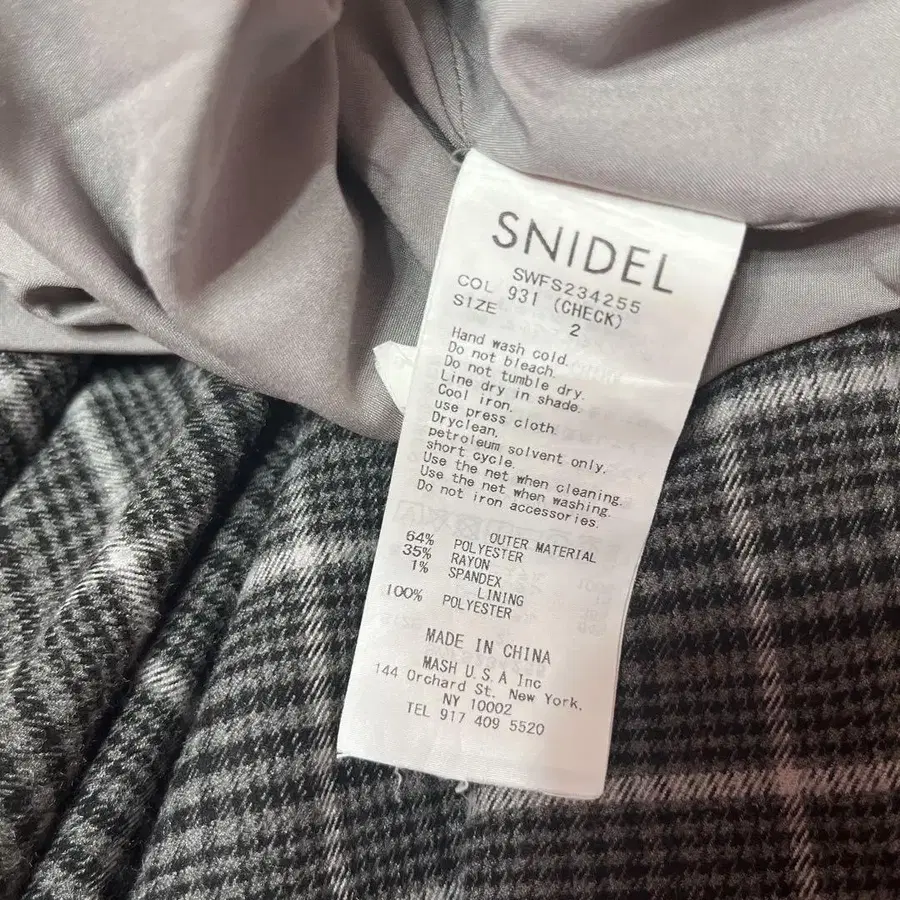 SNIDEL
SWFS234255
COL 931 (CHECK)
SIZE 2
Hand wash cold.
Do not bleach.
Do not tumble dry.
Line dry in shade.
Cool iron.
use press cloth.
Dryclean.
petroleum solvent only,
short cycle.
Use the net when cleaning.
Use the net when washing.
Do not iron accessories.
OUTER MATERIAL
64% POLYESTER
35% RAYON
1% SPANDEX
LINING
100% POLYESTER
MADE IN CHINA
MASH U.S.A Inc
144 Orchard St. New York,
NY 10002
TEL 917 409 5520